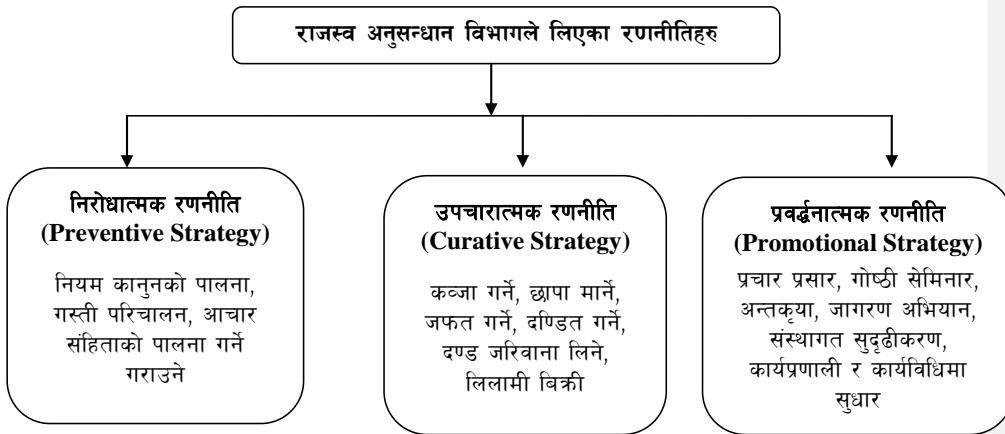 राजस्व अनुसन्धान विभागले लिएका रणनीतिहरु
निरोधात्मक रणनीति
(Preventive Strategy)
नियम कानुनको पालना,
गस्ती परिचालन, आचार
संहिताको पालना गर्ने
गराउने
उपचारात्मक रणनीति
(Curative Strategy)
कव्जा गर्ने, छापा मार्ने,
जफत गर्ने, दण्डित गर्ने,
दण्ड जरिवाना लिने,
लिलामी बिक्री
प्रवर्द्धनात्मक रणनीति
(Promotional Strategy)
प्रचार प्रसार, गोष्ठी सेमिनार,
अन्तकृया, जागरण अभियान,
संस्थागत सुदृढीकरण,
कार्यप्रणाली र कार्यविधिमा
सुधार